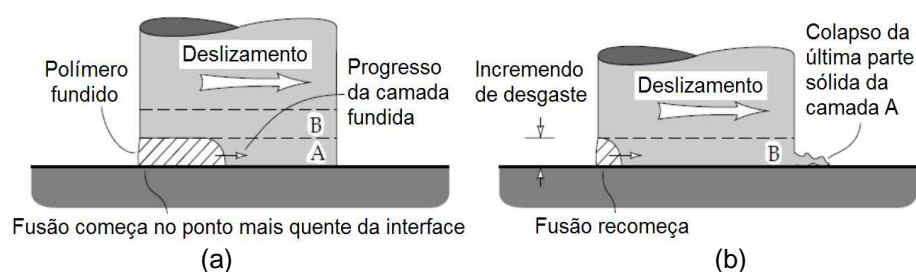 Polímero
fundido
Deslizamento
Progresso
da camada
fundida
B
A
Fusão começa no ponto mais quente da interface
(a)
Incremendo
de desgaste
Deslizamento
Colapso da
última parte
sólida da
camada A
B
Fusão recomeça
(b)